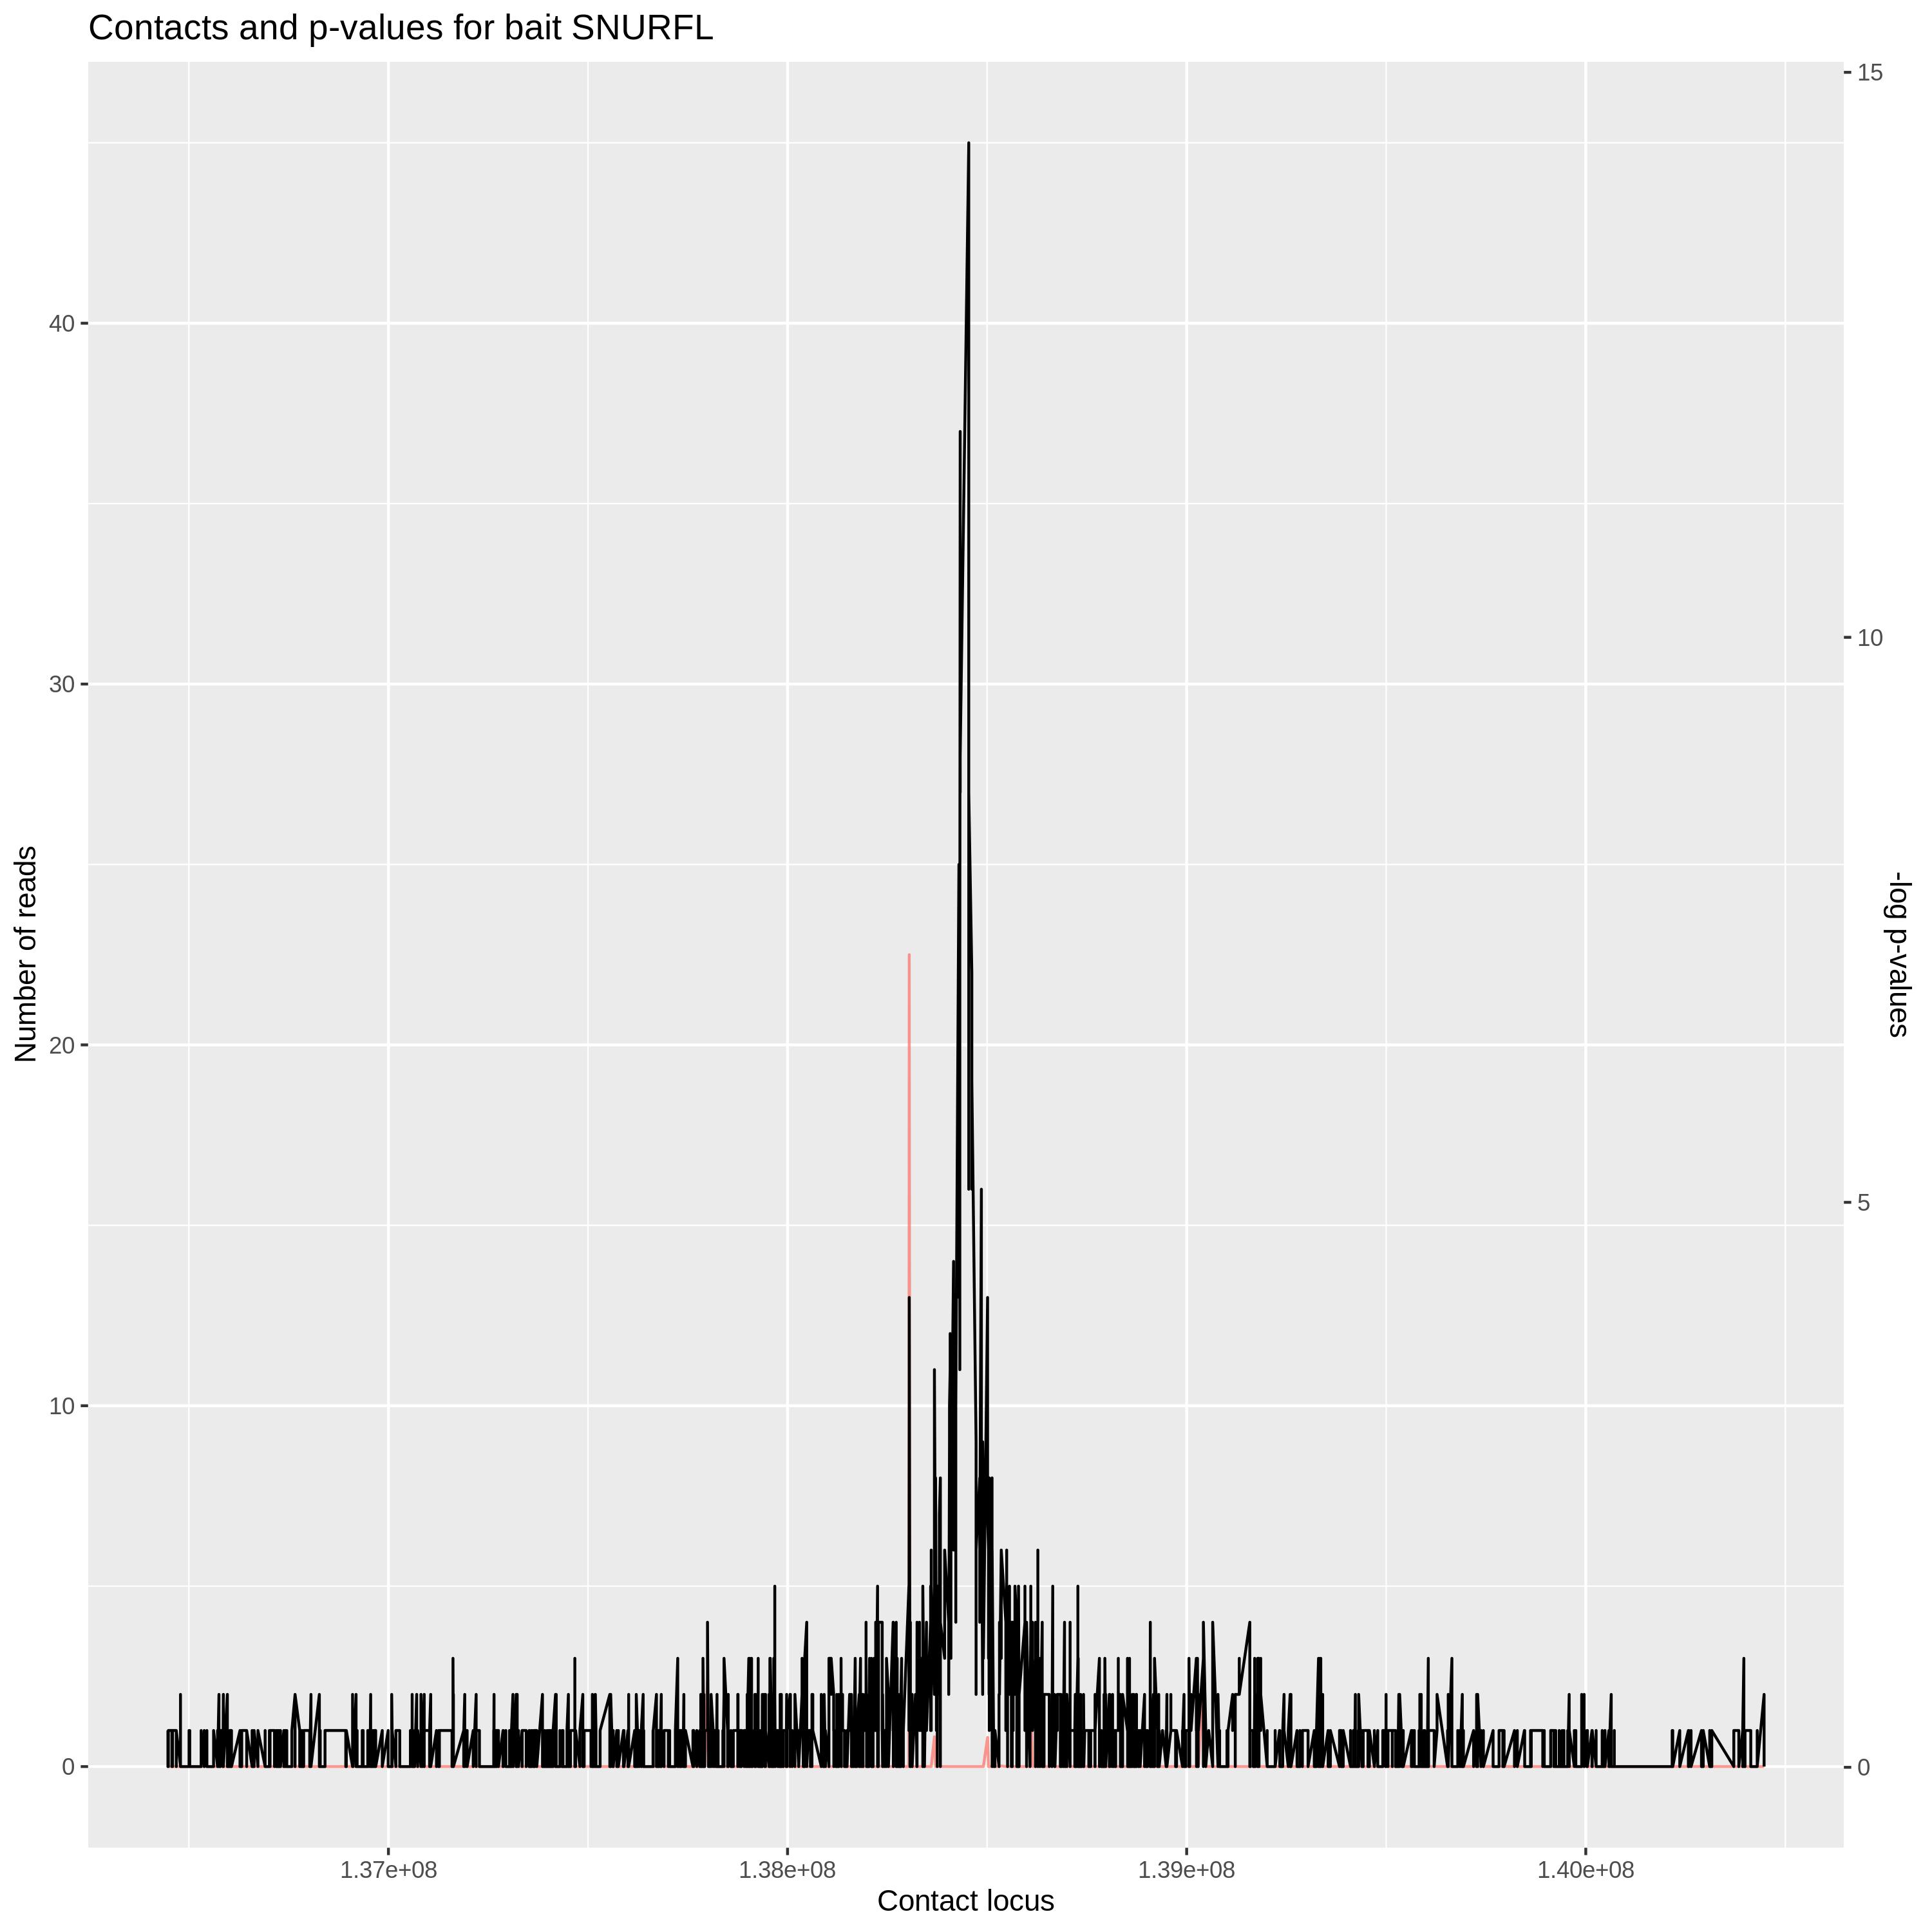 Contacts and p-values for bait SNURFL
15
40
10
30
Number of reads
-log p-values
20
5
10
0
0
1.37e+08
1.38e+08
1.39e+08
1.40e+08
Contact locus